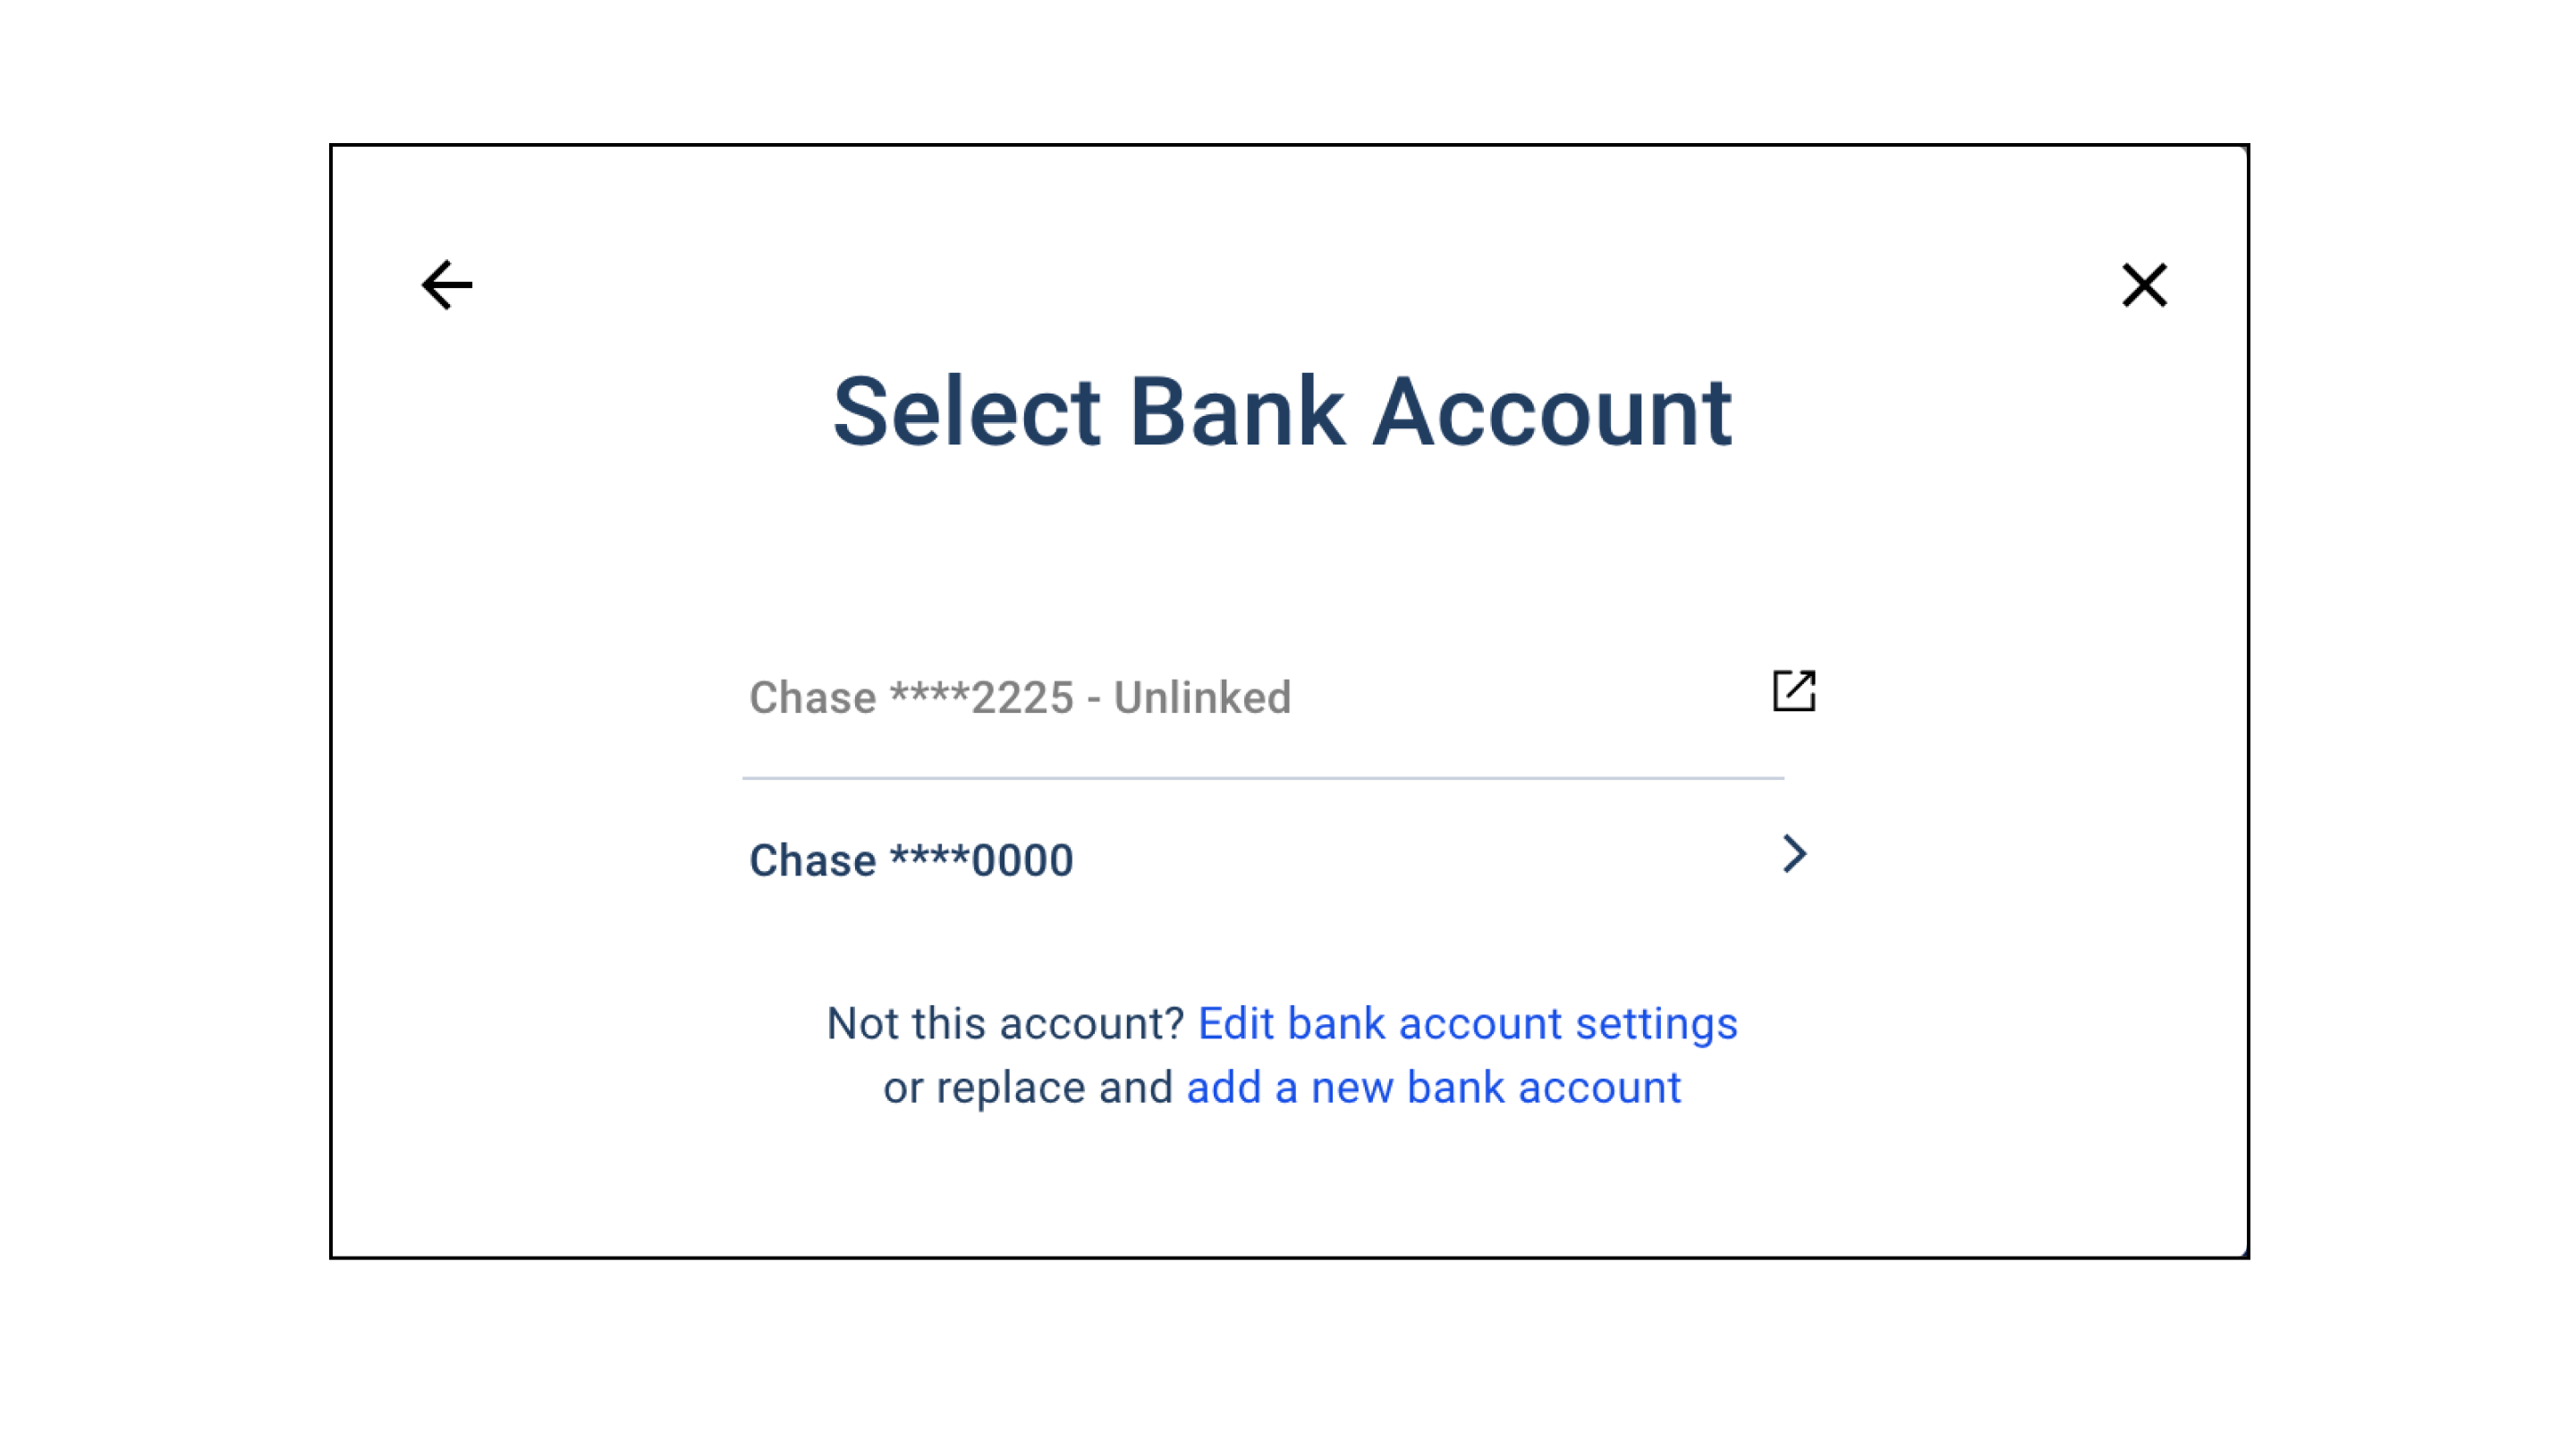 Select Bank Account
Chase ****2225 - Unlinked
Chase ****0000
Not this account? Edit bank account settings
or replace and add a new bank account